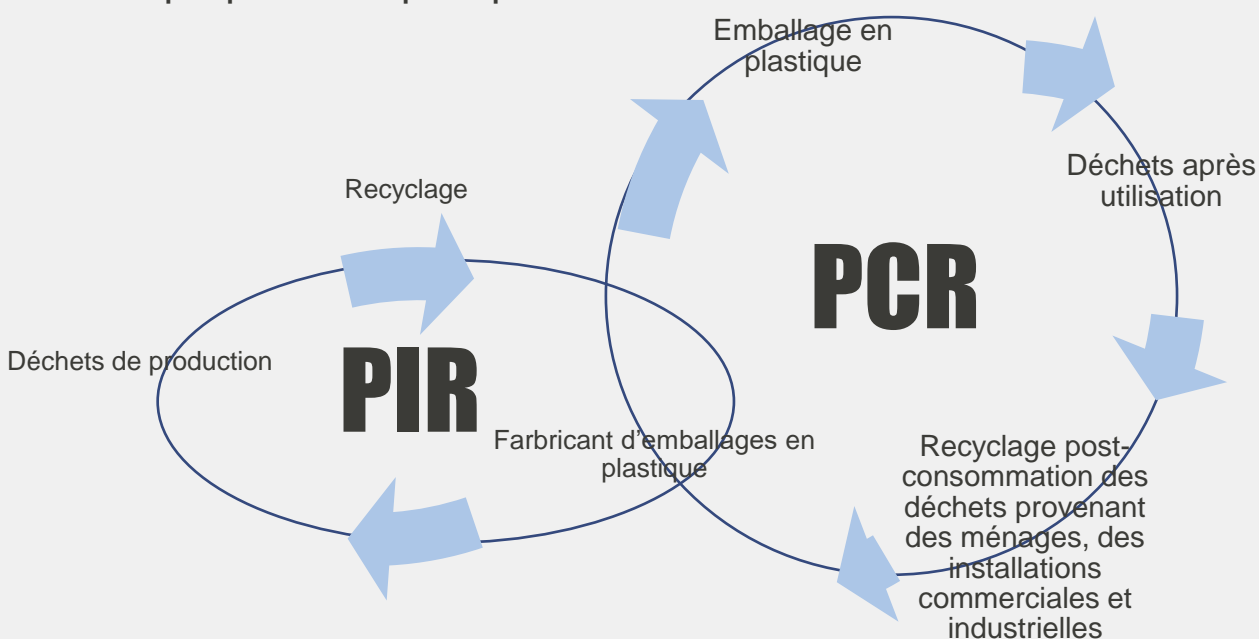 Emballage en
plastique
Déchets après
utilisation
Recyclage
PCR
Déchets de production
PIR
Farbricant d'emballages en
plastique
Recyclage post-
consommation des
déchets provenant
des ménages, des
installations
commerciales et
industrielles